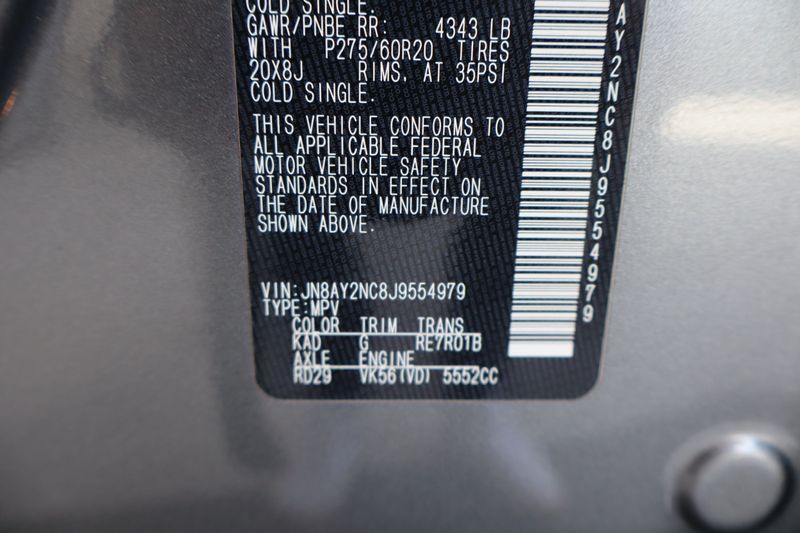 COLD SINGLE.
GAWR/PNBE RR: 4343 LB
WITH P275/60R20 TIRES
20X8J RIMS. AT 35PSI
COLD SINGLE.
THIS VEHICLE CONFORMS TO
ALL APPLICABLE FEDERAL
MOTOR VEHICLE SAFETY
STANDARDS IN EFFECT ON
THE DATE OF MANUFACTURE
SHOWN ABOVE.
VIN:JN8AY2NC8J9554979
TYPE:MPV
COLOR TRIM TRANS
KAD G RE7R01B
AXLE ENGINE
RD29 VK56(VD) 5552CC
AY2NC8J9554979